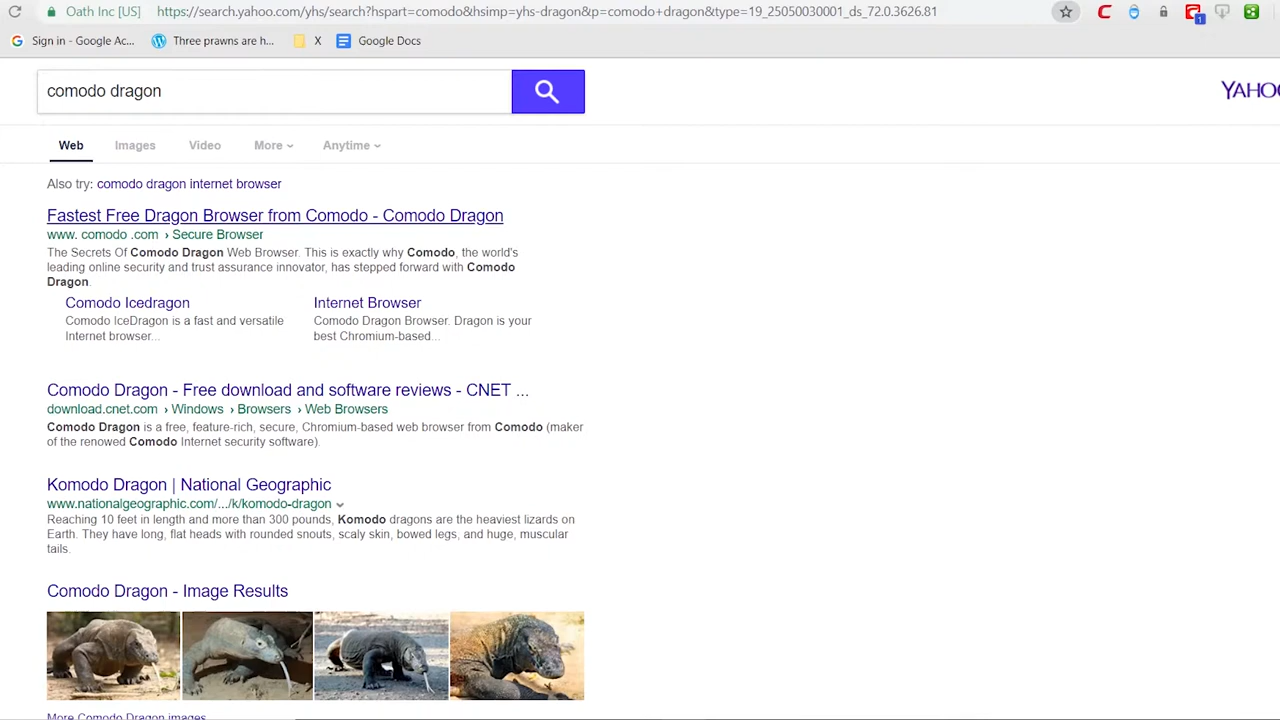 Oath Inc [US] https://search.yahoo.com/yhs/search?hspart=comodo&hsimp=yhs-dragon&p=comodo+dragon&type=19_25050030001_ds_72.0.3626.81
1
Sign in - Google Ac... Three prawns are h... X Google Docs
comodo dragon
YAHOO
Web Images Video More Anytime
Also try: comodo dragon internet browser
Fastest Free Dragon Browser from Comodo - Comodo Dragon
www. comodo .com › Secure Browser
The Secrets Of Comodo Dragon Web Browser. This is exactly why Comodo, the world's
leading online security and trust assurance innovator, has stepped forward with Comodo
Dragon.
Comodo Icedragon Internet Browser
Comodo IceDragon is a fast and versatile Comodo Dragon Browser. Dragon is your
Internet browser... best Chromium-based...
Comodo Dragon - Free download and software reviews - CNET ...
download.cnet.com › Windows › Browsers › Web Browsers
Comodo Dragon is a free, feature-rich, secure, Chromium-based web browser from Comodo (maker
of the renowed Comodo Internet security software).
Komodo Dragon | National Geographic
www.nationalgeographic.com/.../k/komodo-dragon
Reaching 10 feet in length and more than 300 pounds, Komodo dragons are the heaviest lizards on
Earth. They have long, flat heads with rounded snouts, scaly skin, bowed legs, and huge, muscular
tails.
Comodo Dragon - Image Results
More Comodo Dragon images